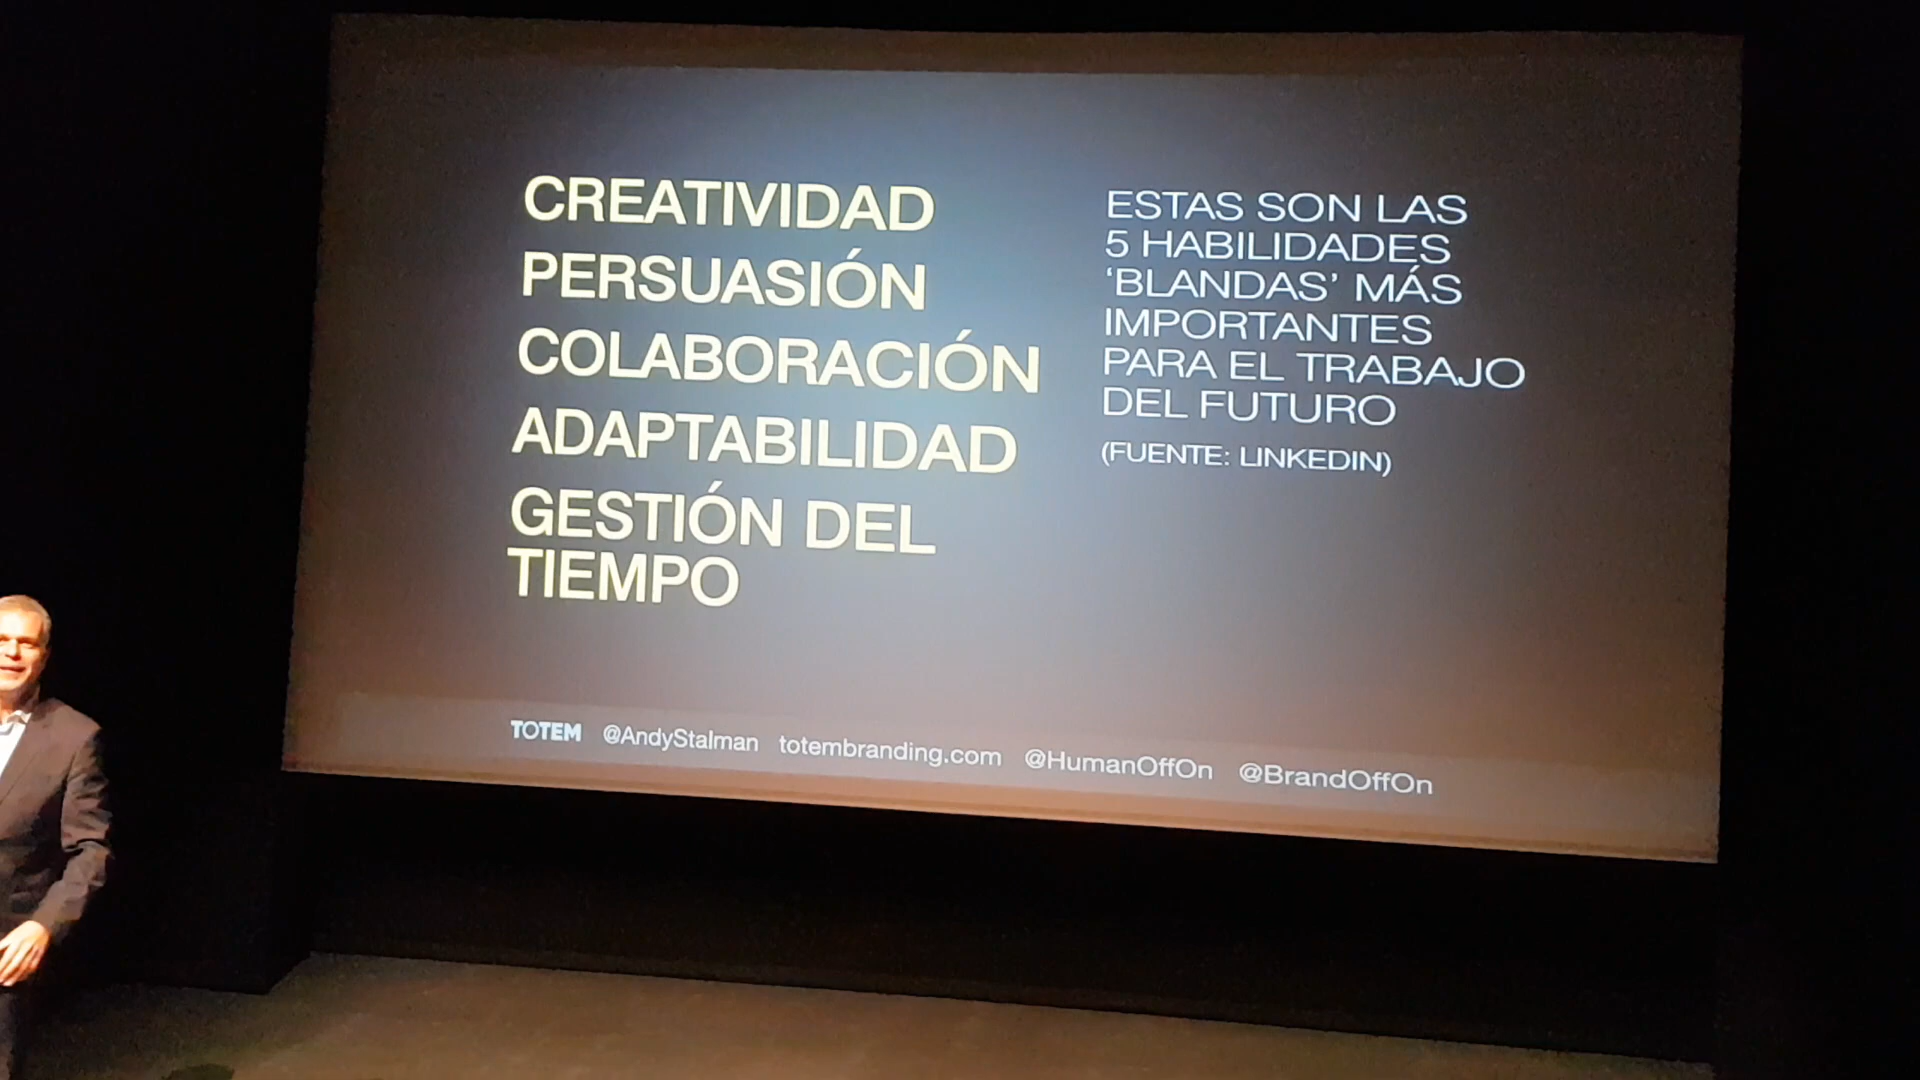 CREATIVIDAD
PERSUASIÓN
COLABORACIÓN
ADAPTABILIDAD
GESTIÓN DEL
TIEMPO
ESTAS SON LAS
5 HABILIDADES
‘BLANDAS’ MÁS
IMPORTANTES
PARA EL TRABAJO
DEL FUTURO
(FUENTE: LINKEDIN)
TOTEM @AndyStalman totembranding.com @HumanOffOn @BrandOffOn